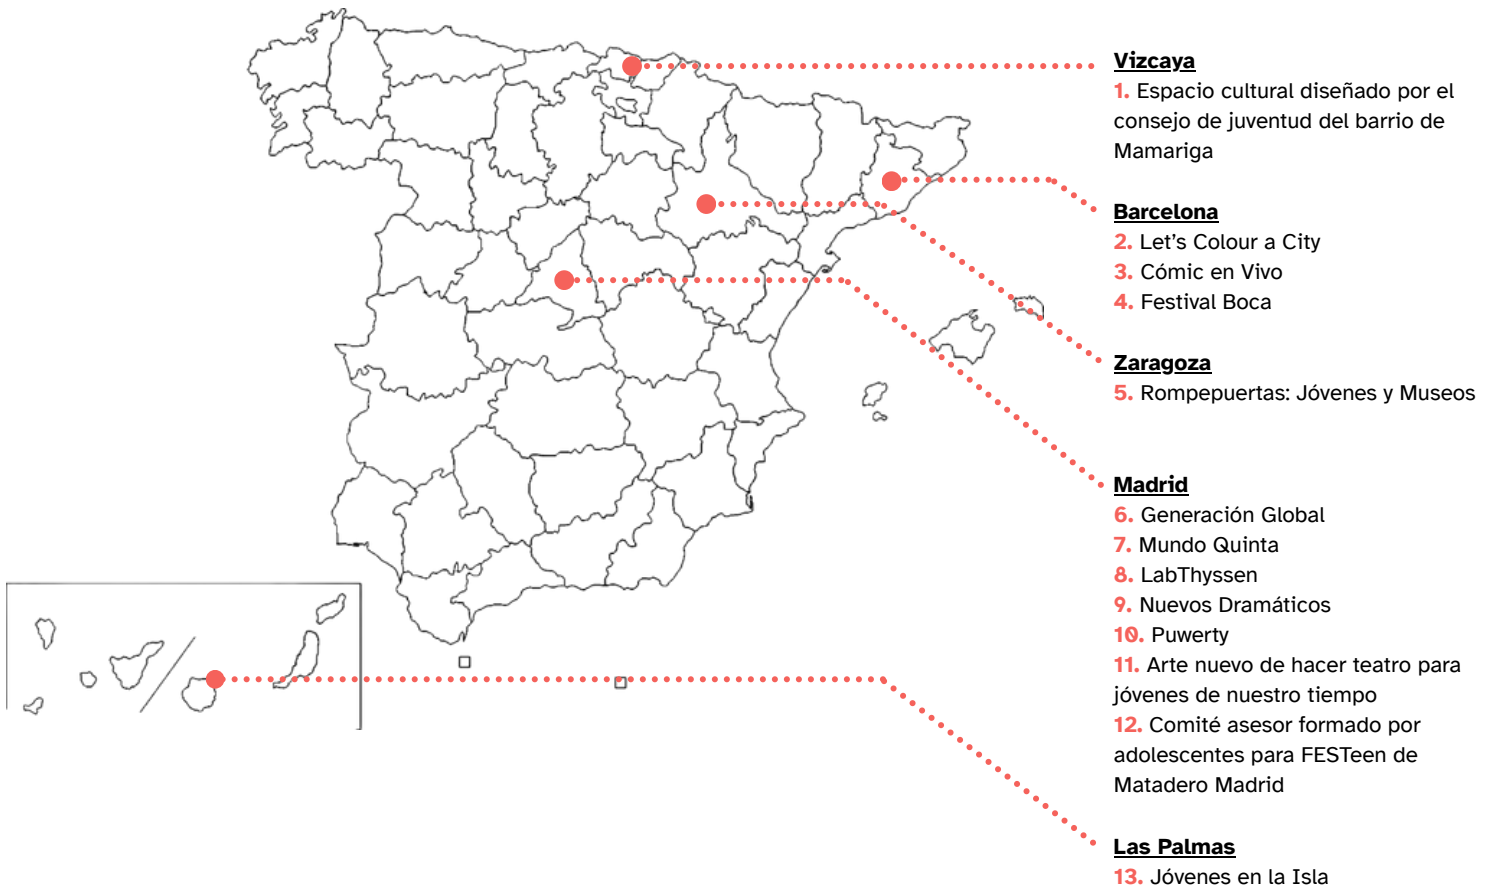 Vizcaya
1. Espacio cultural diseñado por el
consejo de juventud del barrio de
Mamariga
Barcelona
2. Let’s Colour a City
3. Cómic en Vivo
4. Festival Boca
Zaragoza
5. Rompepuertas: Jóvenes y Museos
Madrid
6. Generación Global
7. Mundo Quinta
8. LabThyssen
9. Nuevos Dramáticos
10. Puwerty
11. Arte nuevo de hacer teatro para
jóvenes de nuestro tiempo
12. Comité asesor formado por
adolescentes para FESTeen de
Matadero Madrid
Las Palmas
13. Jóvenes en la Isla